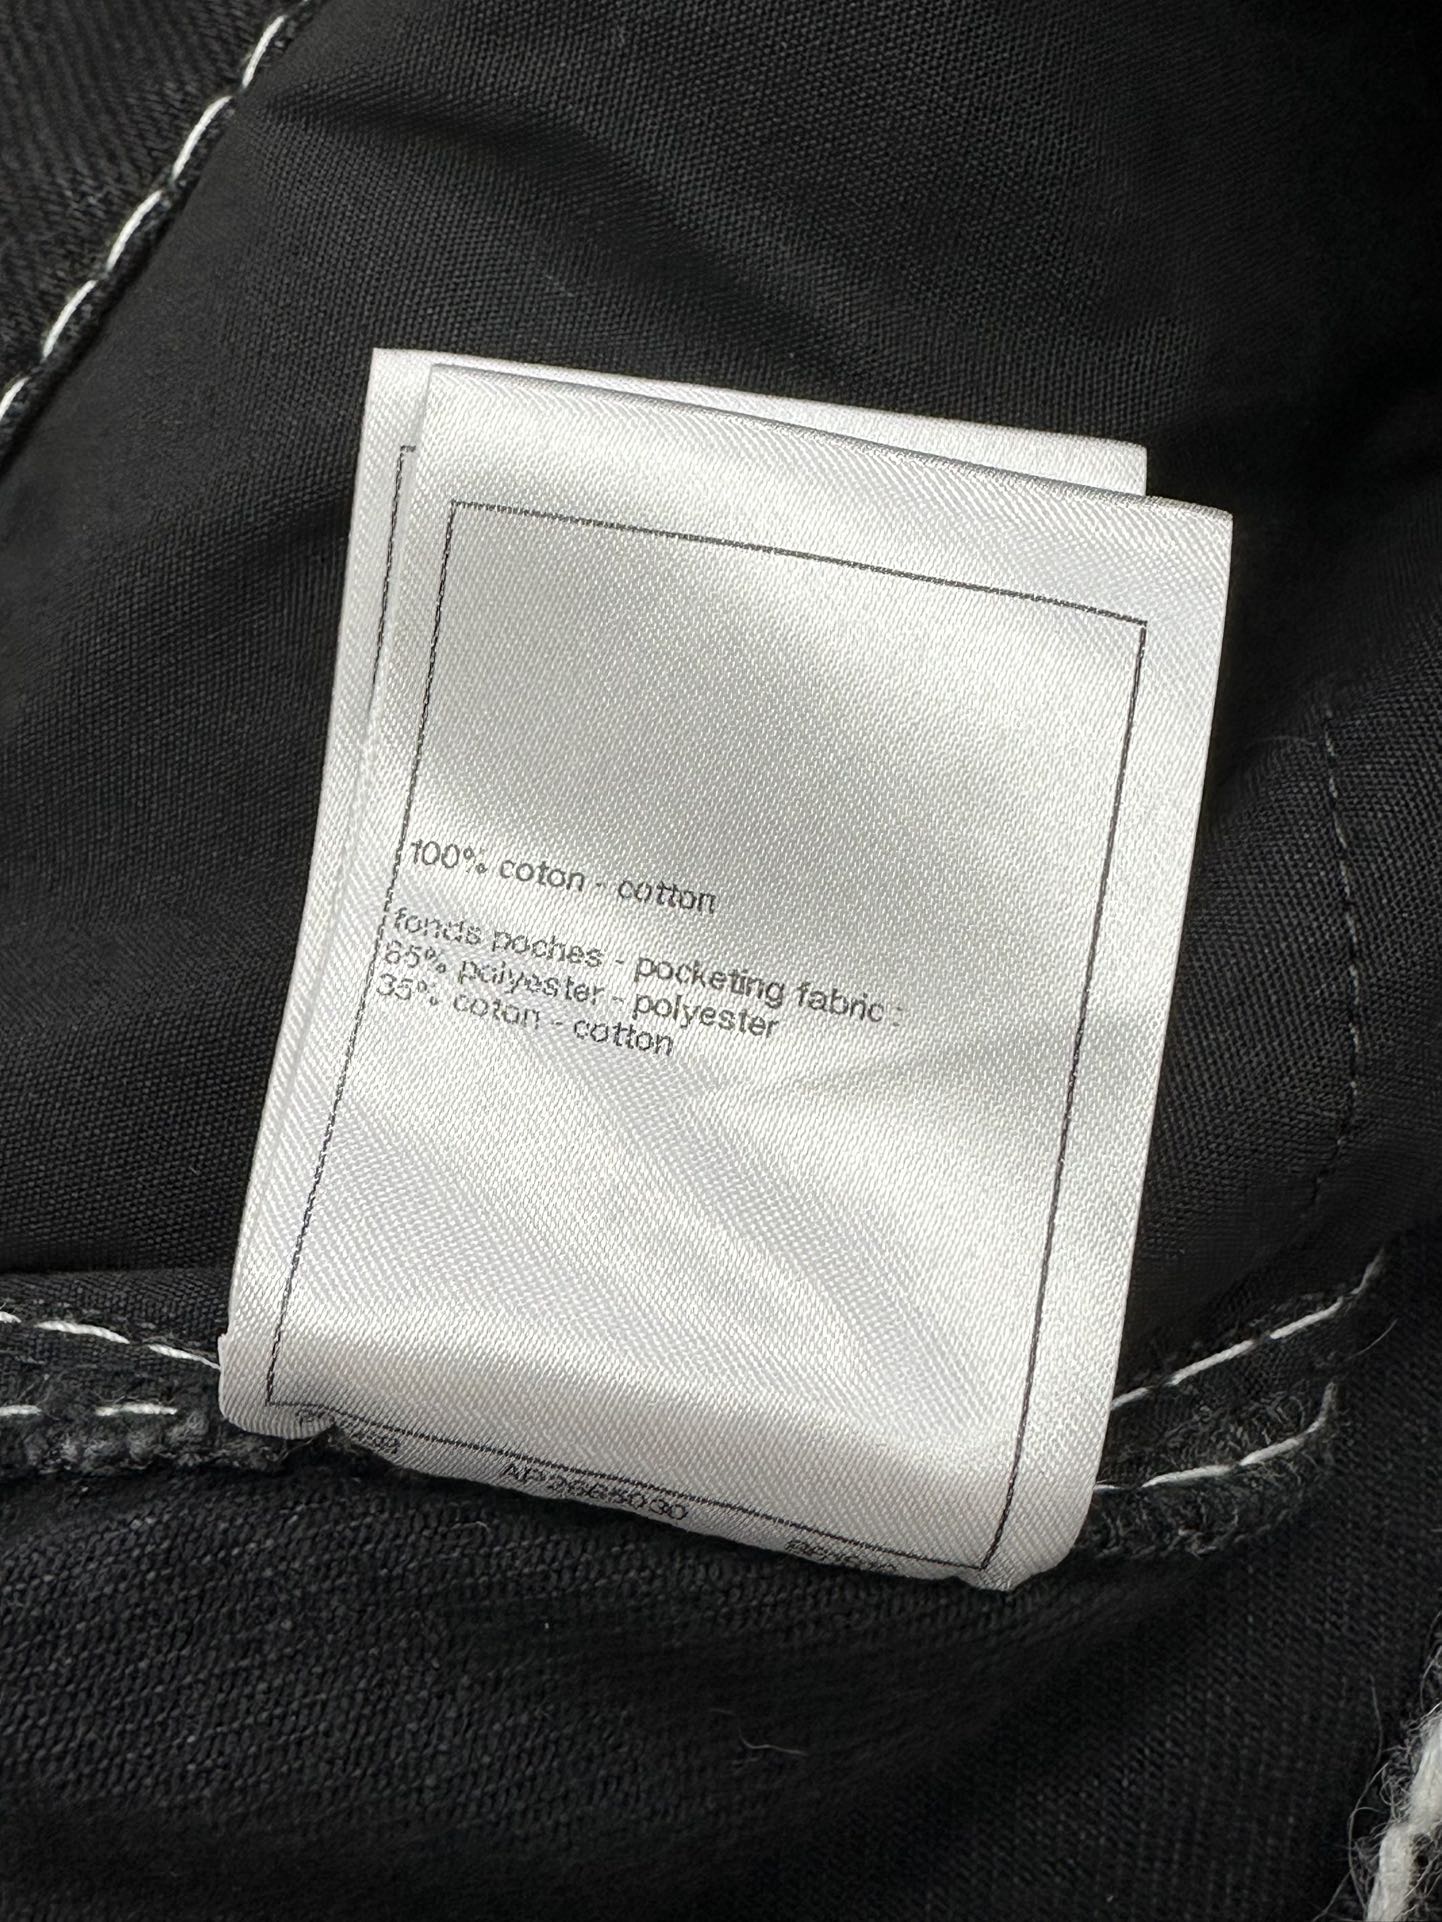 100% coton - cotton
fonds poches - pocketing fabric :
65% polyester - polyester
35% coton - cotton